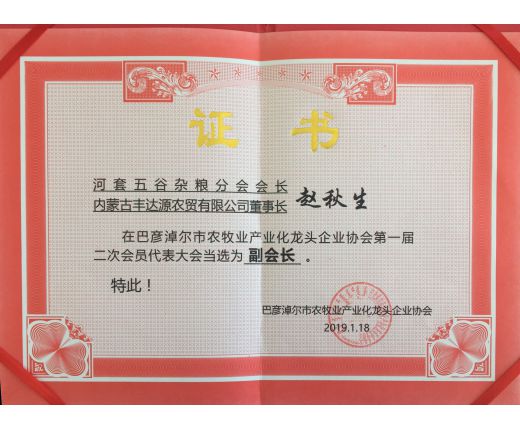 证书
河套五谷杂粮分会会长
内蒙古丰达源农贸有限公司董事长 赵秋生
在巴彦淖尔市农牧业产业化龙头企业协会第一届
二次会员代表大会当选为副会长 。
特此！
巴彦淖尔市农牧业产业化龙头企业协会
2019.1.18